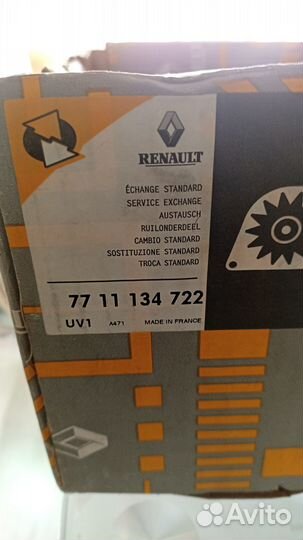 RENAULT
ÉCHANGE STANDARD
SERVICE EXCHANGE
AUSTAUSCH
RUILONDERDEEL
CAMBIO STANDARD
SOSTITUZIONE STANDARD
TROCA STANDARD
77 11 134 722
UV1 A471 MADE IN FRANCE
Avito